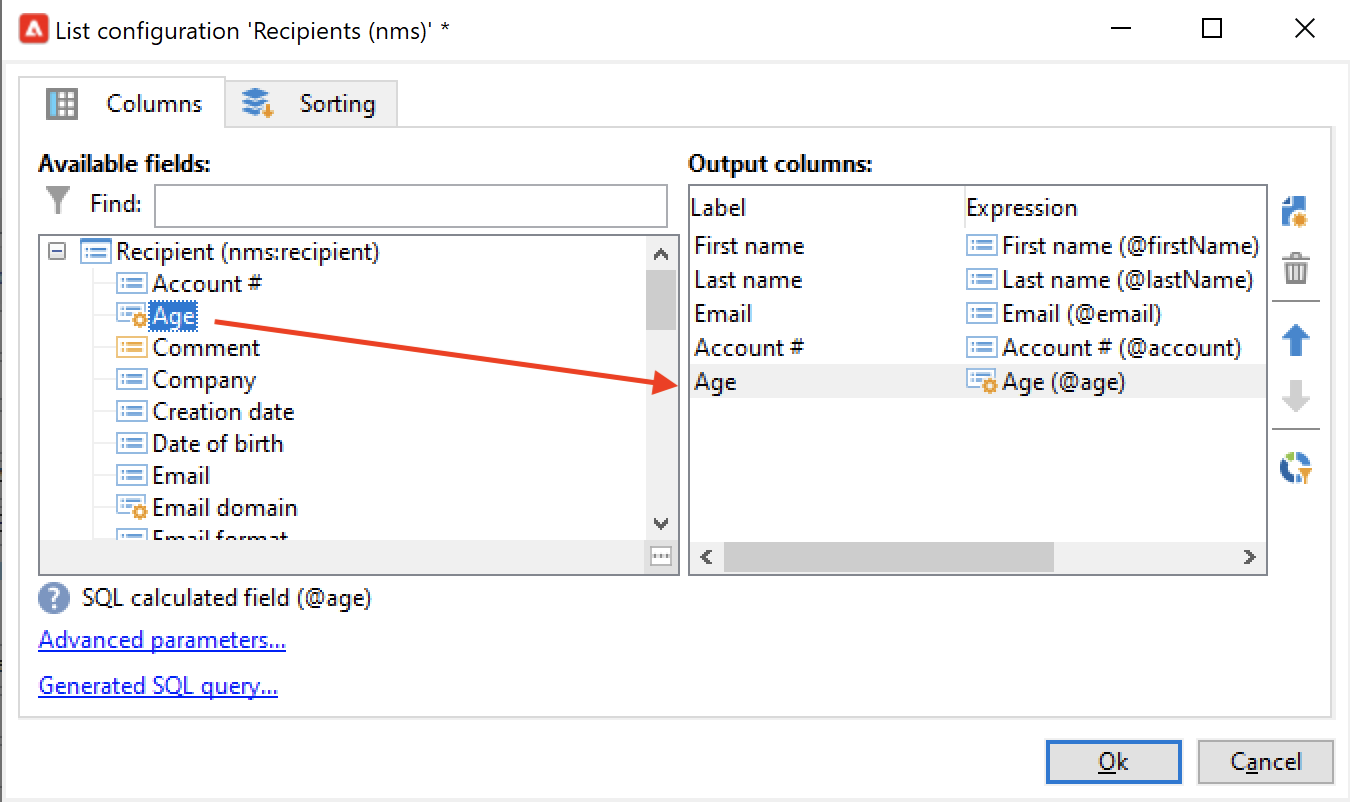 List configuration 'Recipients (nms)' *
Columns
Sorting
Available fields:
Find:
Recipient (nms:recipient)
Account #
Age
Comment
Company
Creation date
Date of birth
Email
Email domain
Email format
Output columns:
Label Expression
First name First name (@firstName)
Last name Last name (@lastName)
Email Email (@email)
Account # Account # (@account)
Age Age (@age)
? SQL calculated field (@age)
Advanced parameters...
Generated SQL query...
Ok
Cancel